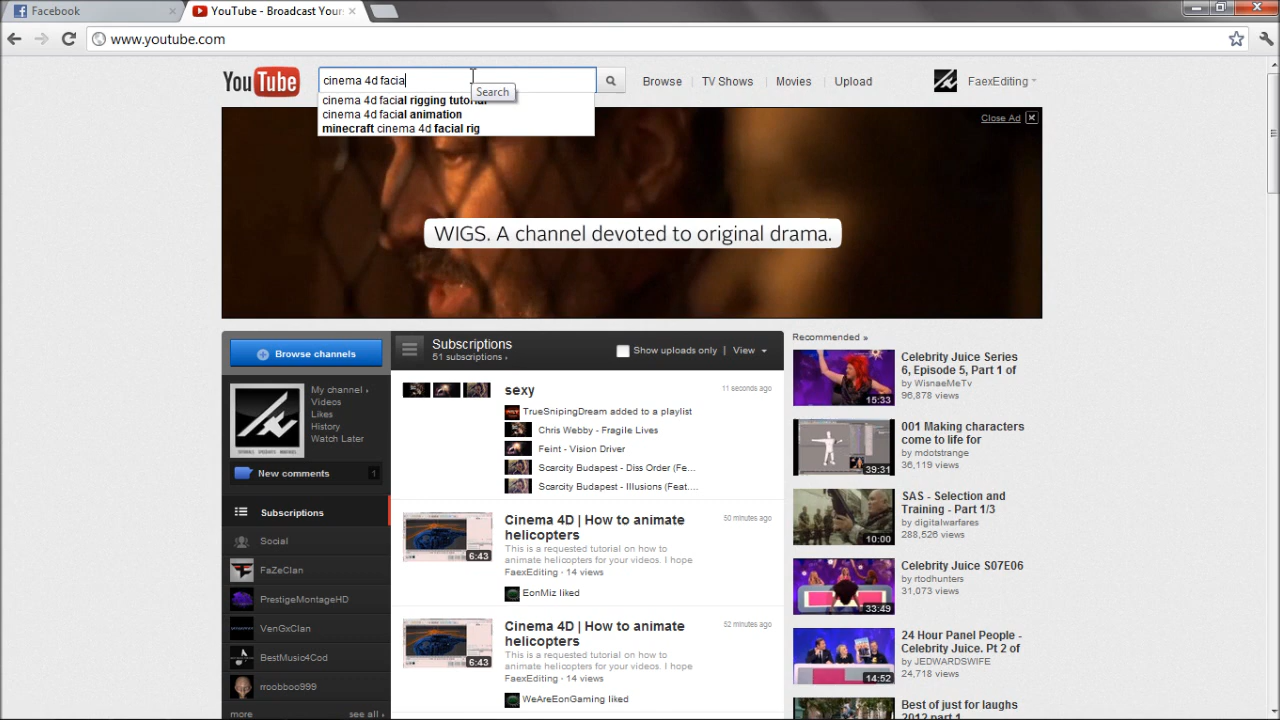 Facebook
YouTube - Broadcast Your
www.youtube.com
YouTube
cinema 4d facia
Search
cinema 4d facial rigging tutorial
cinema 4d facial animation
minecraft cinema 4d facial rig
Browse
TV Shows
Movies
Upload
FaexEditing
Close Ad
WIGS. A channel devoted to original drama.
Browse channels
My channel ›
Videos
Likes
History
Watch Later
New comments
1
Subscriptions
Social
FaZeClan
PrestigeMontageHD
VenGxClan
BestMusic4Cod
rroobboo999
more
see all ›
Subscriptions
51 subscriptions ›
Show uploads only | View
sexy
11 seconds ago
TrueSnipingDream added to a playlist
Chris Webby - Fragile Lives
Feint - Vision Driver
Scarcity Budapest - Diss Order (Fe...
Scarcity Budapest - Illusions (Feat....
Cinema 4D | How to animate
helicopters
50 minutes ago
This is a requested tutorial on how to
animate helicopters for your videos. I hope
FaexEditing - 14 views
6:43
EonMiz liked
Cinema 4D | How to animate
helicopters
52 minutes ago
This is a requested tutorial on how to
animate helicopters for your videos. I hope
FaexEditing - 14 views
6:43
WeAreEonGaming liked
Recommended »
Celebrity Juice Series
6, Episode 5, Part 1 of
by WisnaeMeTv
96,878 views
15:33
001 Making characters
come to life for
by mdotstrange
36,119 views
39:31
SAS - Selection and
Training - Part 1/3
by digitalwarfares
288,526 views
10:00
Celebrity Juice S07E06
by rtodhunters
31,073 views
33:49
24 Hour Panel People -
Celebrity Juice. Pt 2 of
by JEDWARDSWIFE
24,718 views
14:52
Best of just for laughs
2012 part 1